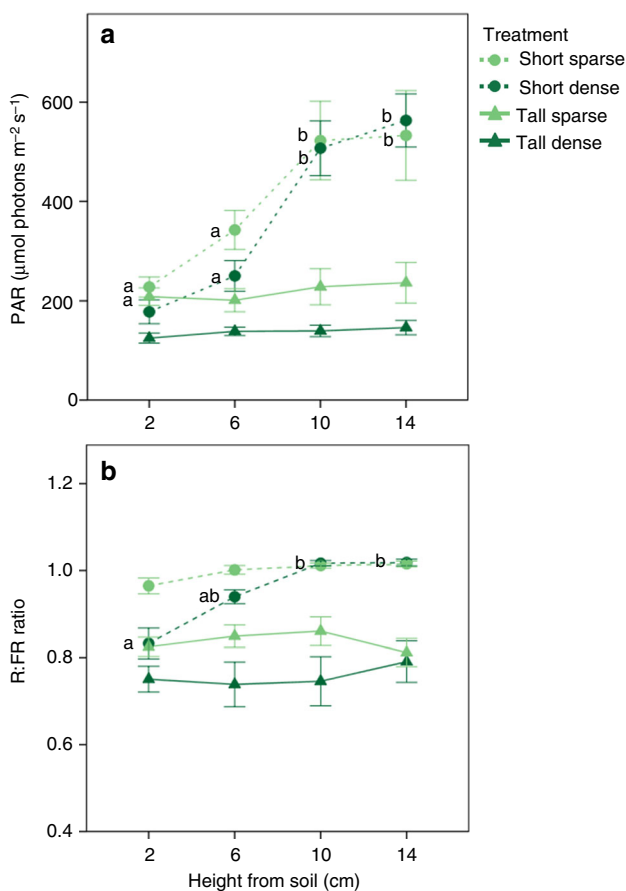 a
Treatment
Short sparse
Short dense
Tall sparse
Tall dense
PAR (μmol photons m⁻² s⁻¹)
600
400
200
0
b
b
b
b
a
a
a
a
2 6 10 14
b
R:FR ratio
1.2
1.0
0.8
0.6
0.4
b
b
ab
a
2 6 10 14
Height from soil (cm)